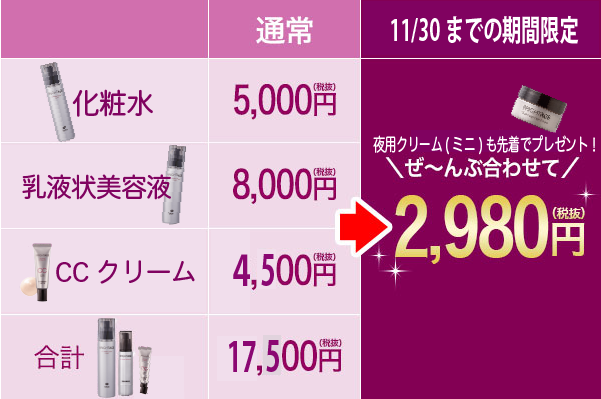 通常
11/30 までの期間限定
化粧水
5,000円
(税抜)
乳液状美容液
8,000円
(税抜)
CC クリーム
4,500円
(税抜)
合計
17,500円
(税抜)
夜用クリーム(ミニ)も先着でプレゼント!
＼ぜ〜んぶ合わせて／
2,980円
(税抜)